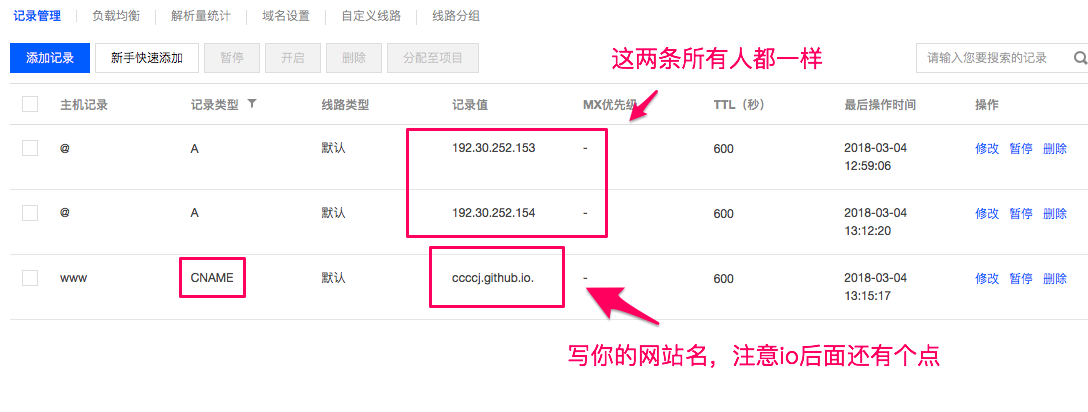 记录管理 负载均衡 解析量统计 域名设置 自定义线路 线路分组
添加记录 新手快速添加 暂停 开启 删除 分配至项目 请输入您要搜索的记录
这两条所有人都一样
主机记录 记录类型 线路类型 记录值 MX优先级 TTL（秒） 最后操作时间 操作
@ A 默认 192.30.252.153 - 600 2018-03-04 修改 暂停 删除
12:59:06
@ A 默认 192.30.252.154 - 600 2018-03-04 修改 暂停 删除
13:12:20
www CNAME 默认 ccccj.github.io. - 600 2018-03-04 修改 暂停 删除
13:15:17
写你的网站名，注意io后面还有个点